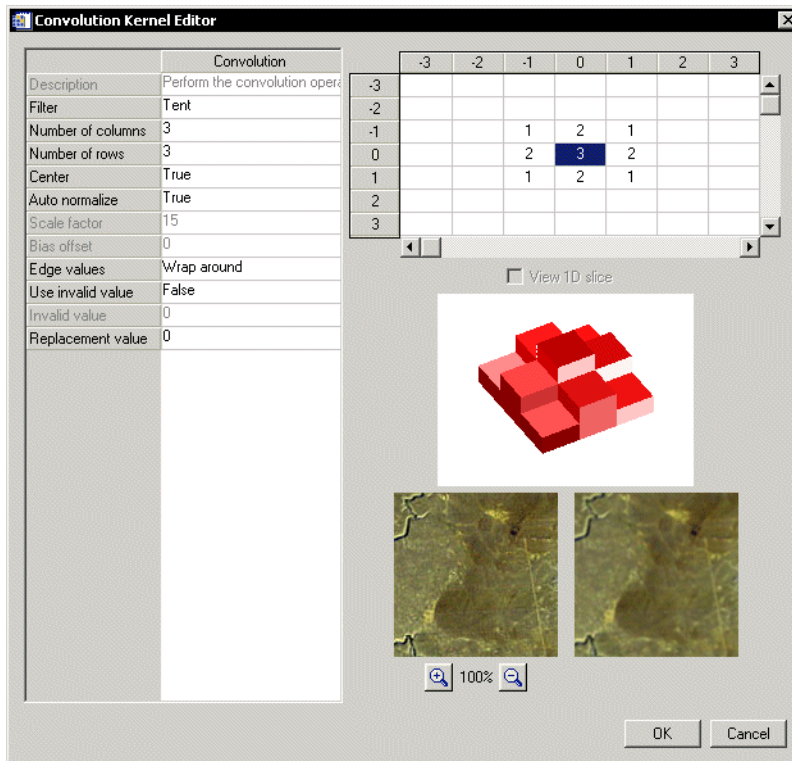 Convolution Kernel Editor
Convolution
Description Perform the convolution opera
Filter Tent
Number of columns 3
Number of rows 3
Center True
Auto normalize True
Scale factor 15
Bias offset 0
Edge values Wrap around
Use invalid value False
Invalid value 0
Replacement value 0
-3 -2 -1 0 1 2 3
-3
-2
-1 1 2 1
0 2 3 2
1 1 2 1
2
3
View 1D slice
100%
OK Cancel